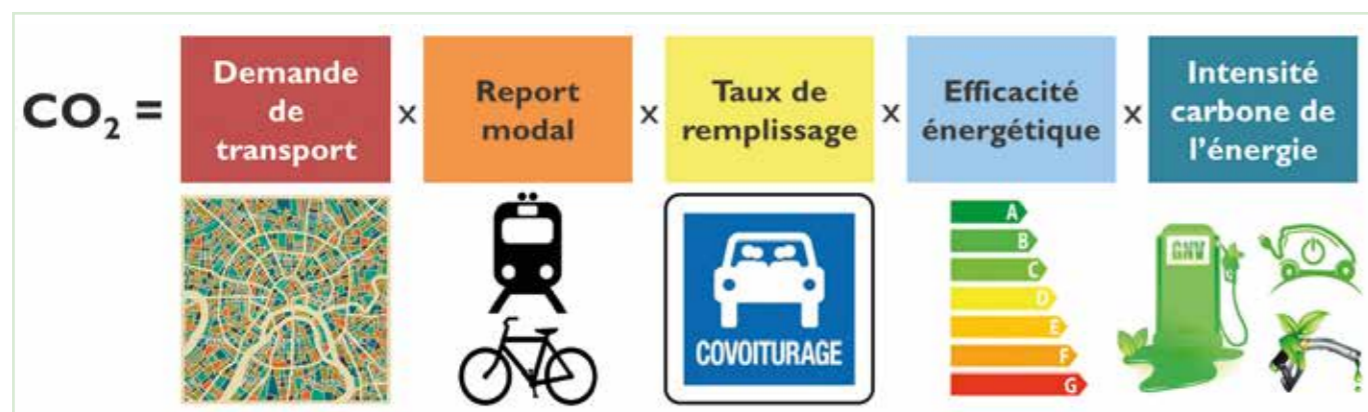 CO₂ =
Demande
de
transport
x
Report
modal
x
Taux de
remplissage
x
Efficacité
énergétique
x
Intensité
carbone de
l'énergie
COVOITURAGE
A
B
C
D
E
F
G
GNV